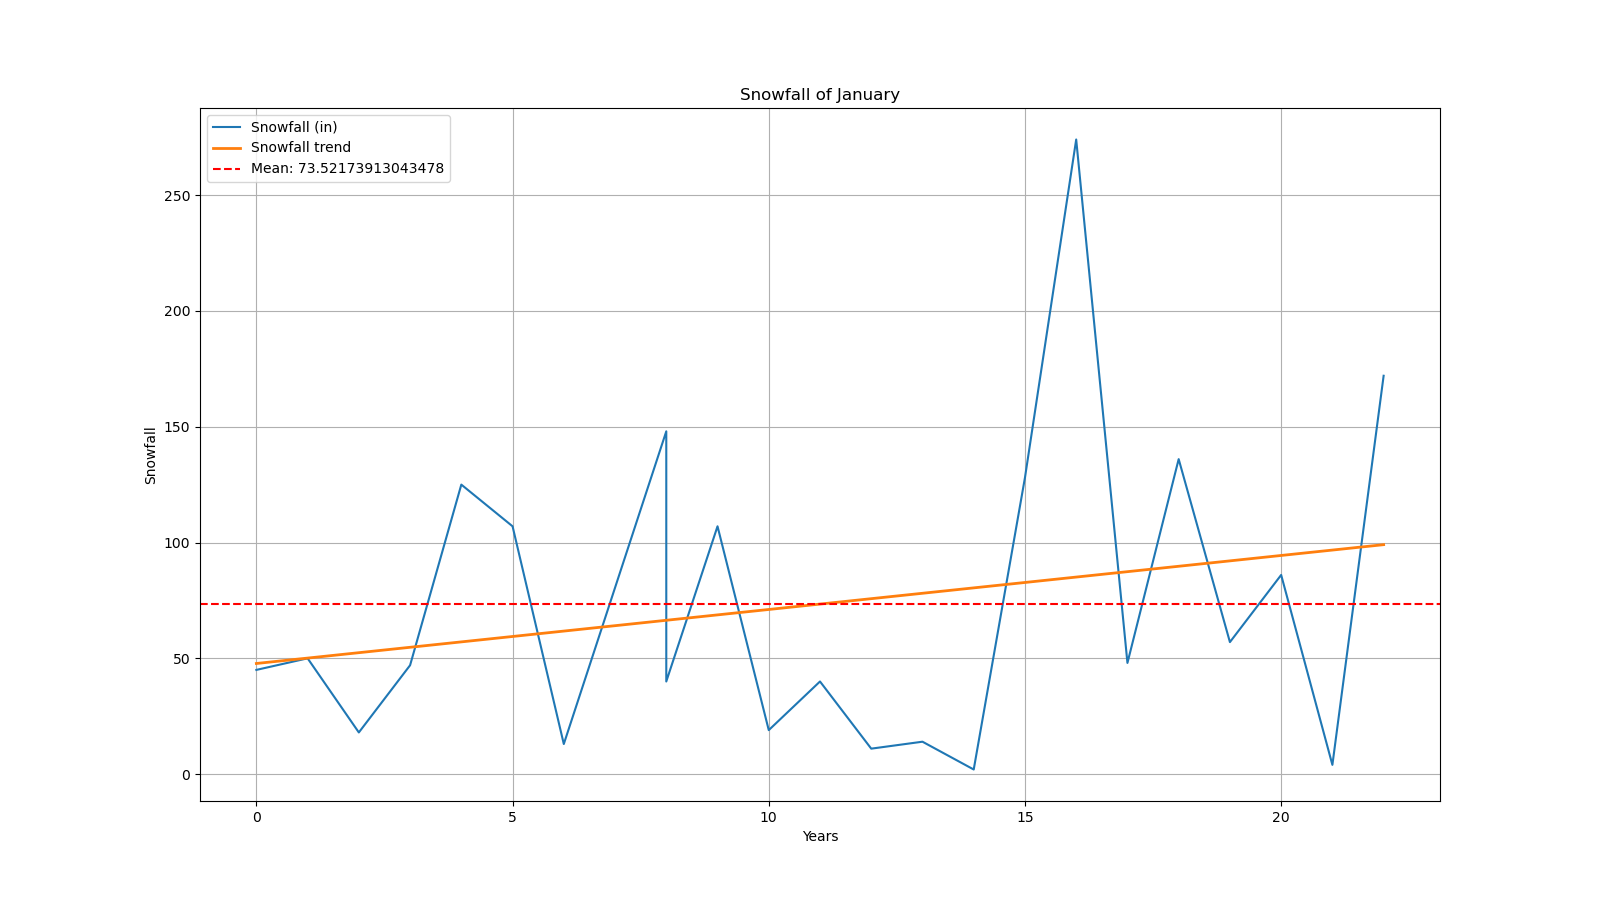 Snowfall of January
Snowfall (in)
Snowfall trend
Mean: 73.52173913043478
250
200
150
100
50
0
Snowfall
0 5 10 15 20
Years